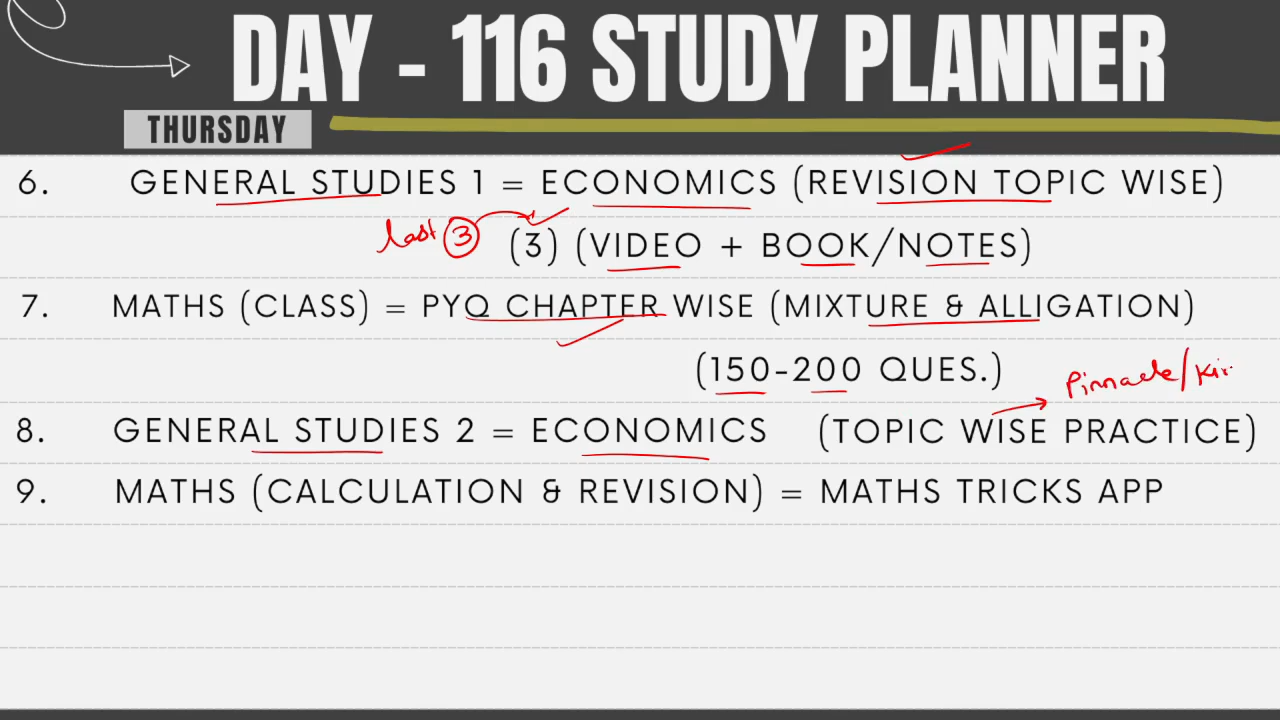 DAY - 116 STUDY PLANNER
THURSDAY
6. GENERAL STUDIES 1 = ECONOMICS (REVISION TOPIC WISE)
last 3 (3) (VIDEO + BOOK/NOTES)
7. MATHS (CLASS) = PYQ CHAPTER WISE (MIXTURE & ALLIGATION)
(150-200 QUES.)
Pinnacle/Kir
8. GENERAL STUDIES 2 = ECONOMICS (TOPIC WISE PRACTICE)
9. MATHS (CALCULATION & REVISION) = MATHS TRICKS APP